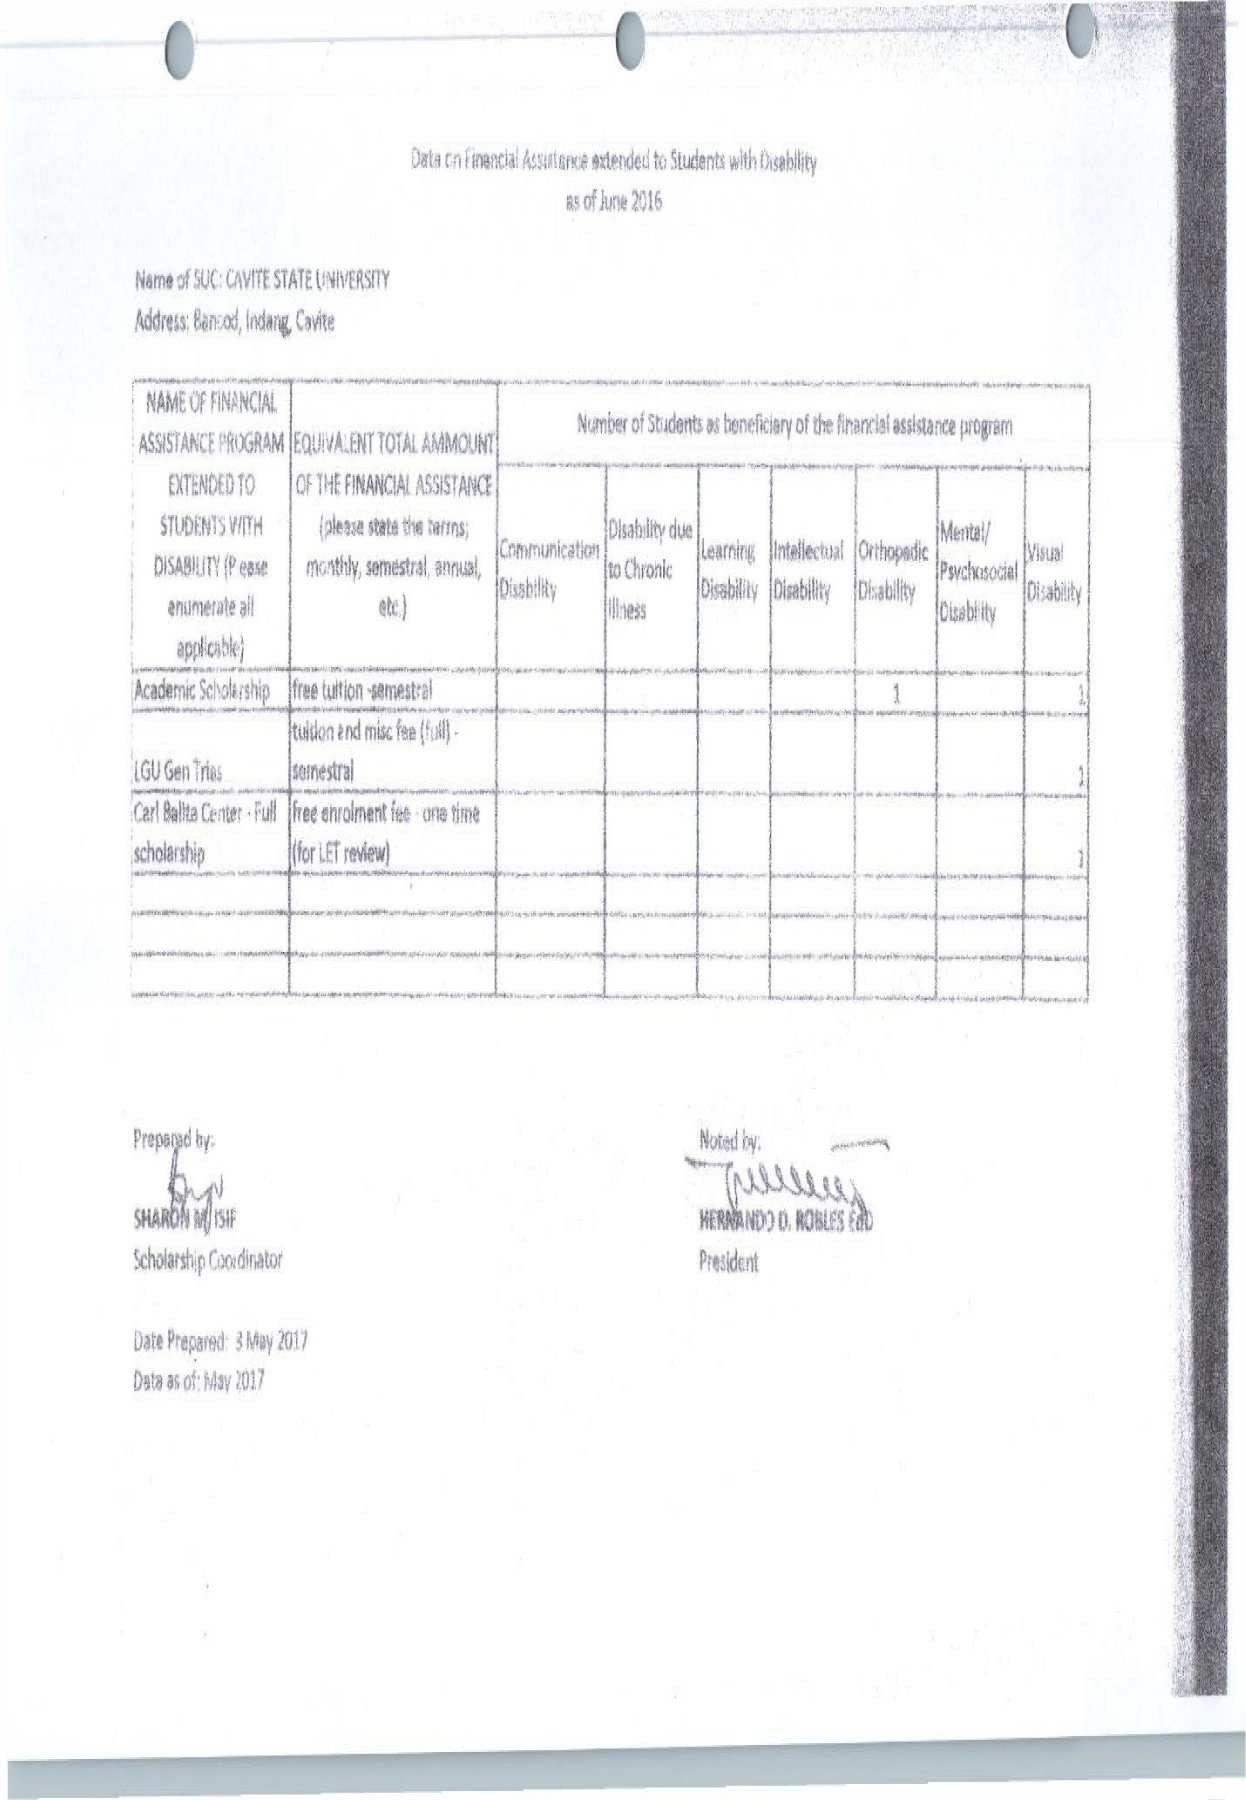 Data on Financial Assistance extended to Students with Disability
as of June 2016
Name of SUC: CAVITE STATE UNIVERSITY
Address: Bancod, Indang, Cavite
NAME OF FINANCIAL
ASSISTANCE PROGRAM
EXTENDED TO
STUDENTS WITH
DISABILITY (P ease
enumerate all
applicable)
EQUIVALENT TOTAL AMMOUNT
OF THE FINANCIAL ASSISTANCE
(please state the terms;
monthly, semestral, annual,
etc.)
Number of Students as beneficiary of the financial assistance program
Communication
Disability
Disability due
to Chronic
Illness
Learning
Disability
Intellectual
Disability
Orthopedic
Disability
Mental/
Psychosocial
Disability
Visual
Disability
Academic Scholarship free tuition -semestral 1 1
tuition and misc fee (full) -
LGU Gen Trias semestral 1
Carl Balita Center - Full free enrolment fee - one time
scholarship (for LET review) 1
Prepared by: Noted by:
SHARON M. ISIP HERNANDO D. ROBLES EdD
Scholarship Coordinator President
Date Prepared: 3 May 2017
Data as of: May 2017